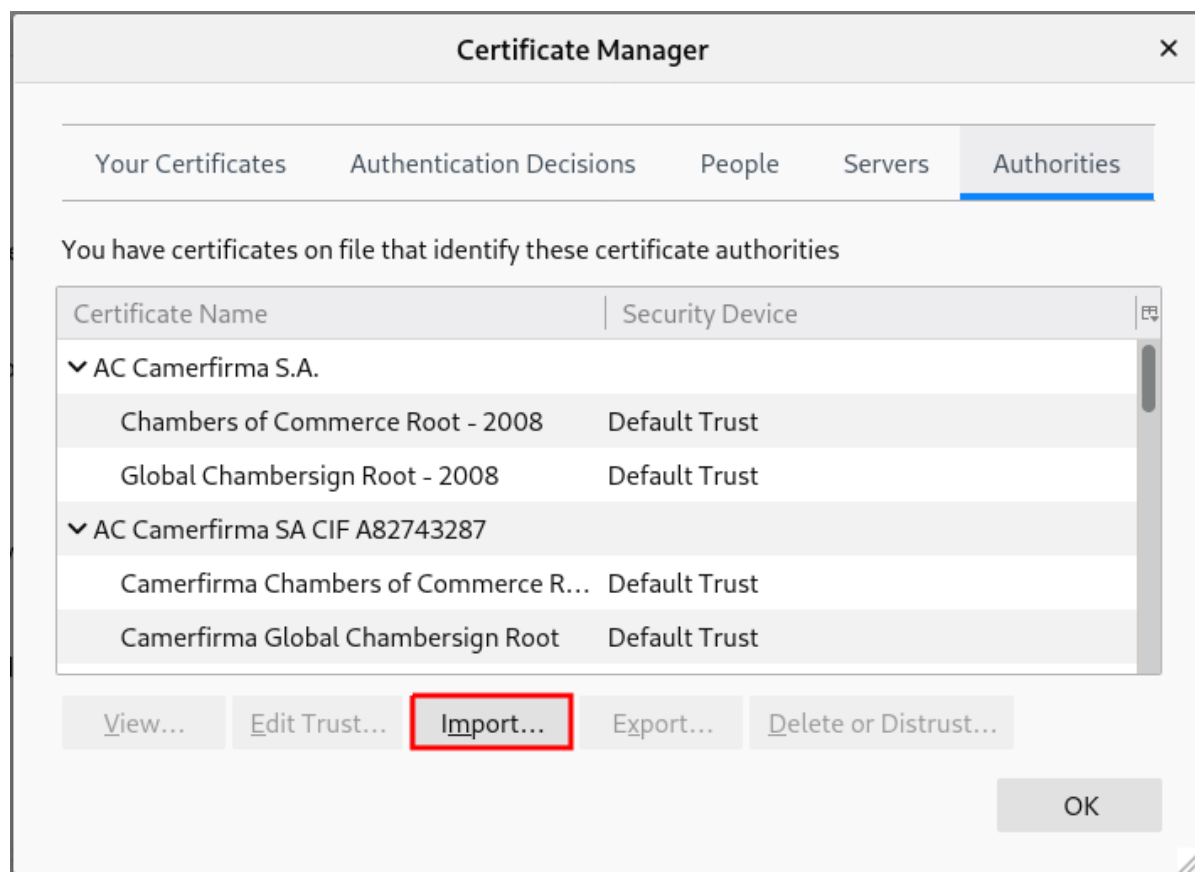 Certificate Manager
Your Certificates Authentication Decisions People Servers Authorities
You have certificates on file that identify these certificate authorities
Certificate Name Security Device
AC Camerfirma S.A.
Chambers of Commerce Root - 2008 Default Trust
Global Chambersign Root - 2008 Default Trust
AC Camerfirma SA CIF A82743287
Camerfirma Chambers of Commerce R... Default Trust
Camerfirma Global Chambersign Root Default Trust
View... Edit Trust... Import... Export... Delete or Distrust...
OK